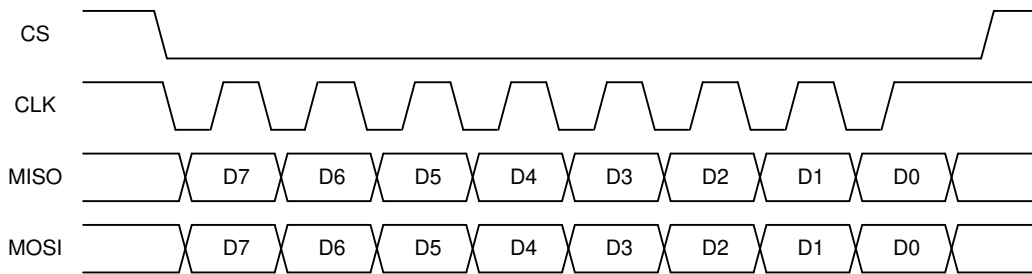 CS
CLK
MISO D7 D6 D5 D4 D3 D2 D1 D0
MOSI D7 D6 D5 D4 D3 D2 D1 D0